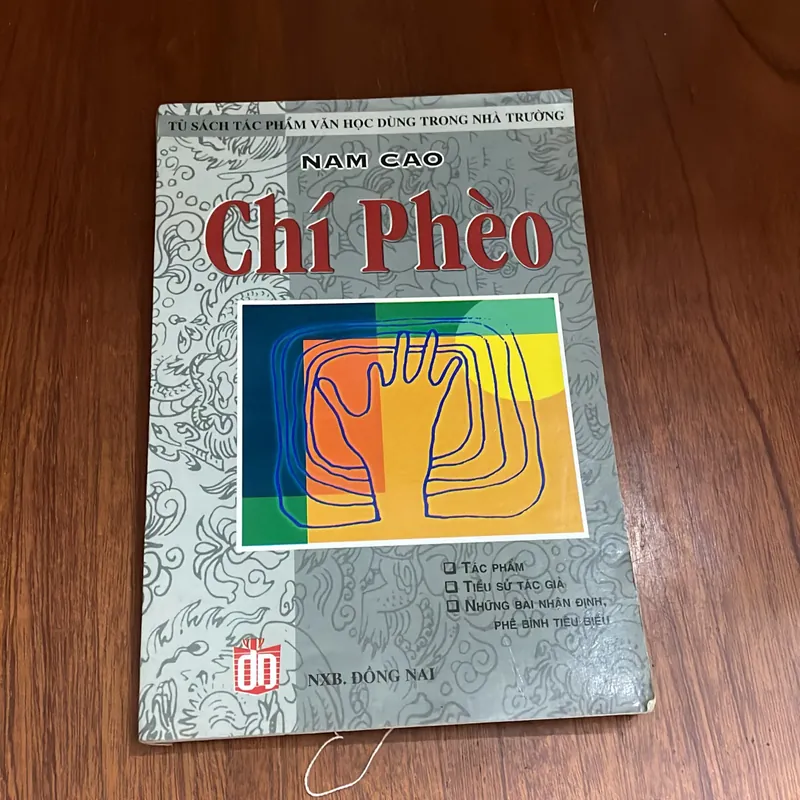 TỦ SÁCH TÁC PHẨM VĂN HỌC DÙNG TRONG NHÀ TRƯỜNG
NAM CAO
Chí Phèo
❑ TÁC PHẨM
❑ TIỂU SỬ TÁC GIẢ
❑ NHỮNG BÀI NHẬN ĐỊNH,
PHÊ BÌNH TIÊU BIỂU
NXB. ĐỒNG NAI